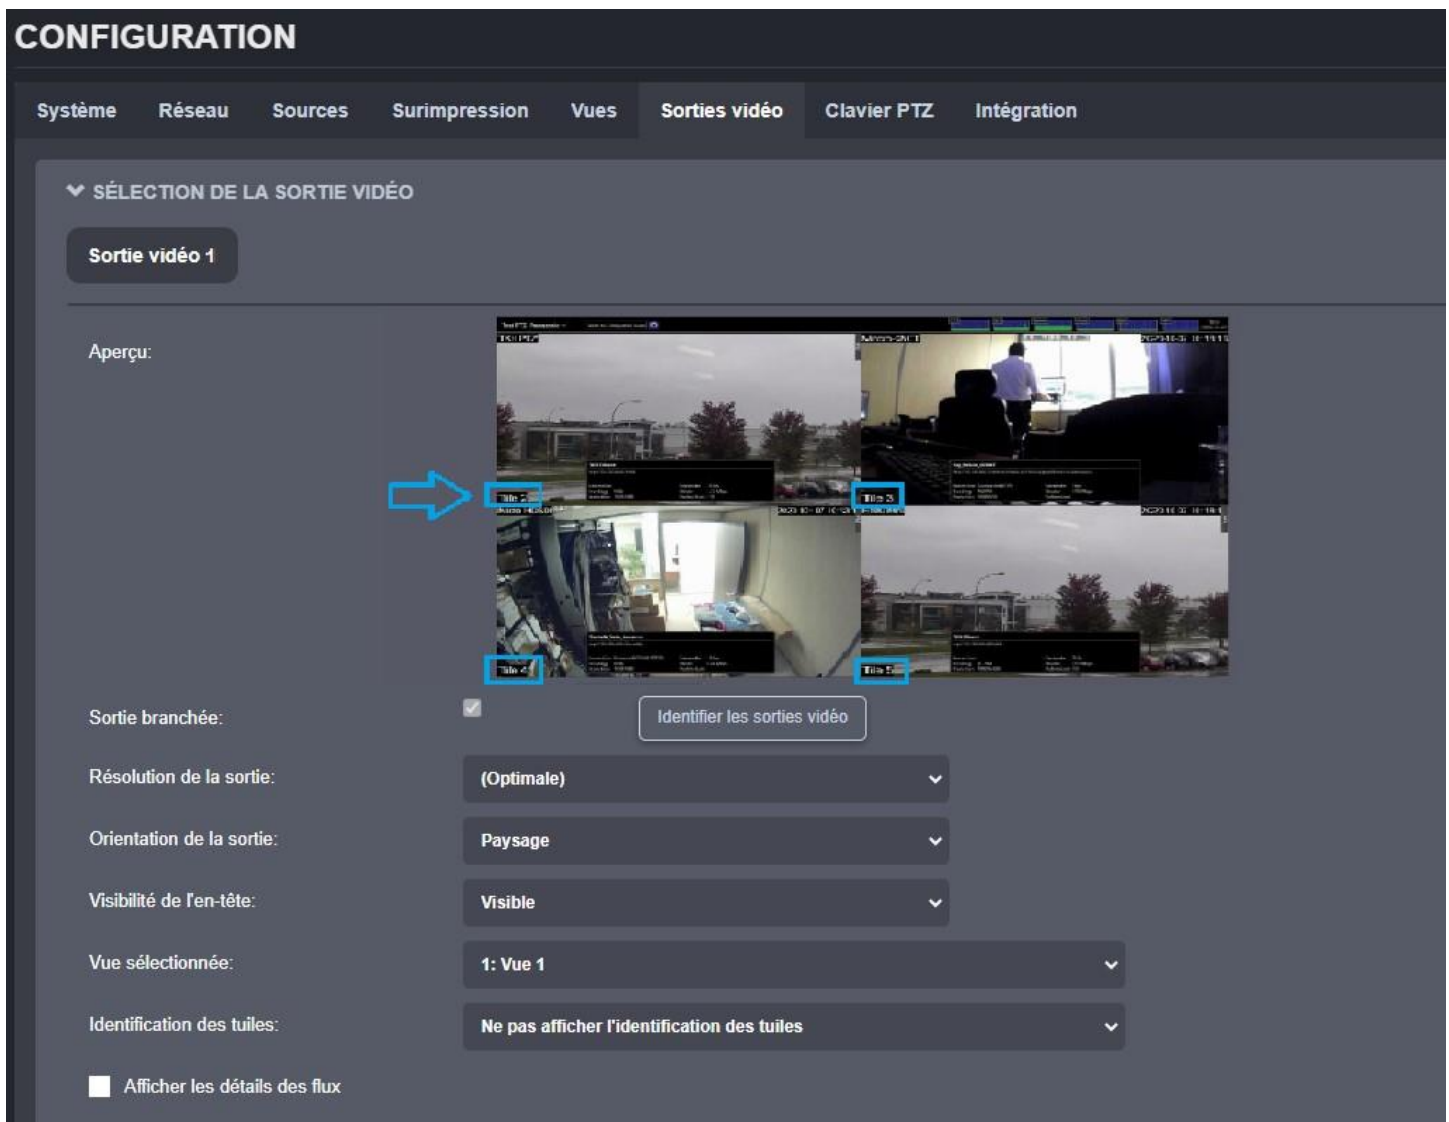 CONFIGURATION
Système Réseau Sources Surimpression Vues Sorties vidéo Clavier PTZ Intégration
SÉLECTION DE LA SORTIE VIDÉO
Sortie vidéo 1
Aperçu:
Tile 2
Tile 3
Tile 4
Tile 5
Sortie branchée:
Identifier les sorties vidéo
Résolution de la sortie:
(Optimale)
Orientation de la sortie:
Paysage
Visibilité de l'en-tête:
Visible
Vue sélectionnée:
1: Vue 1
Identification des tuiles:
Ne pas afficher l'identification des tuiles
Afficher les détails des flux